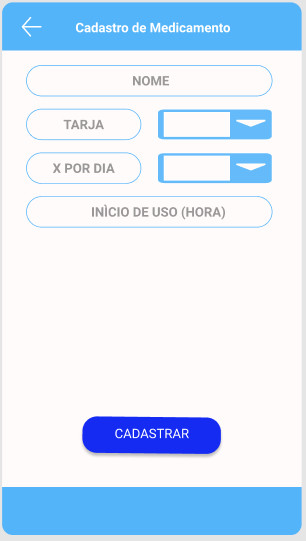 Cadastro de Medicamento
NOME
TARJA
X POR DIA
INÌCIO DE USO (HORA)
CADASTRAR